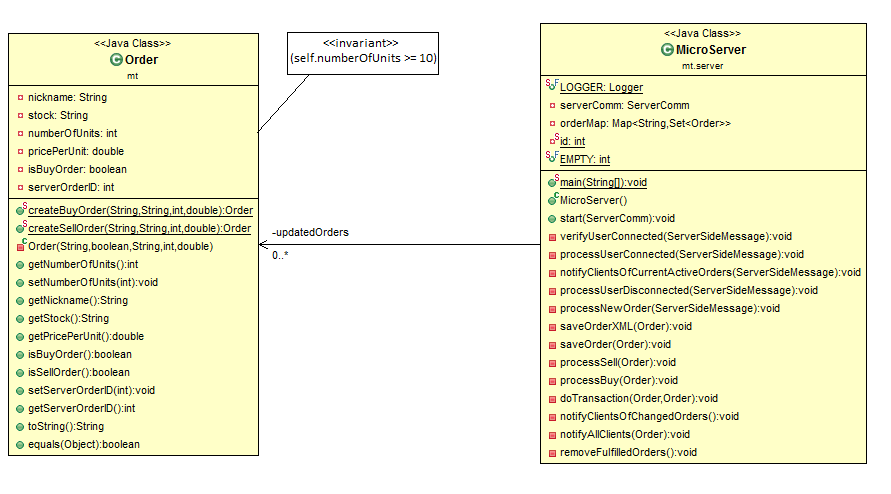 <<Java Class>>
Order
mt
nickname: String
stock: String
numberOfUnits: int
pricePerUnit: double
isBuyOrder: boolean
serverOrderID: int
createBuyOrder(String,String,int,double):Order
createSellOrder(String,String,int,double):Order
Order(String,boolean,String,int,double)
getNumberOfUnits():int
setNumberOfUnits(int):void
getNickname():String
getStock():String
getPricePerUnit():double
isBuyOrder():boolean
isSellOrder():boolean
setServerOrderID(int):void
getServerOrderID():int
toString():String
equals(Object):boolean
<<invariant>>
(self.numberOfUnits >= 10)
-updatedOrders
0..*
<<Java Class>>
MicroServer
mt.server
LOGGER: Logger
serverComm: ServerComm
orderMap: Map<String,Set<Order>>
id: int
EMPTY: int
main(String[]):void
MicroServer()
start(ServerComm):void
verifyUserConnected(ServerSideMessage):void
processUserConnected(ServerSideMessage):void
notifyClientsOfCurrentActiveOrders(ServerSideMessage):void
processUserDisconnected(ServerSideMessage):void
processNewOrder(ServerSideMessage):void
saveOrderXML(Order):void
saveOrder(Order):void
processSell(Order):void
processBuy(Order):void
doTransaction(Order,Order):void
notifyClientsOfChangedOrders():void
notifyAllClients(Order):void
removeFulfilledOrders():void